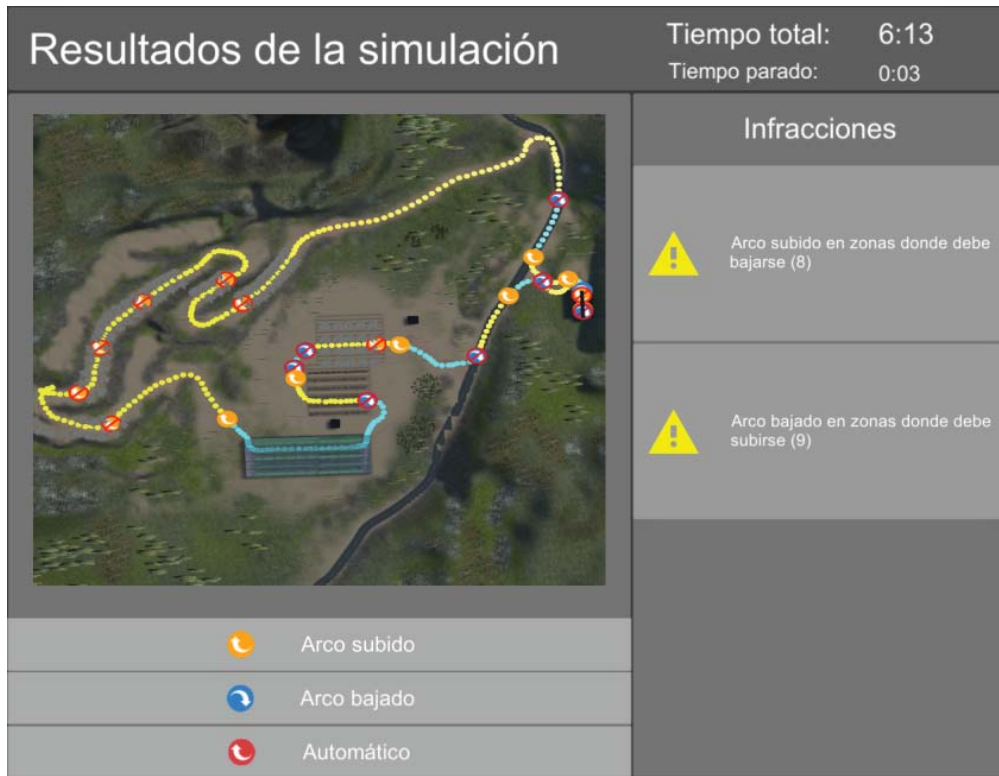 Resultados de la simulación
Tiempo total: 6:13
Tiempo parado: 0:03
Infracciones
Arco subido en zonas donde debe
bajarse (8)
Arco bajado en zonas donde debe
subirse (9)
Arco subido
Arco bajado
Automático